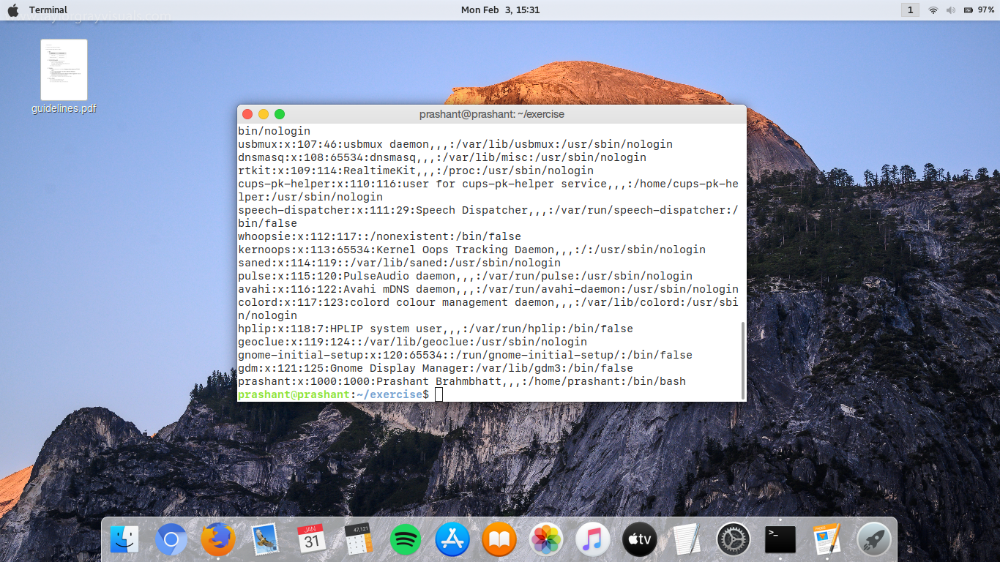 Terminal
Mon Feb 3, 15:31
1
97%
guidelines.pdf
prashant@prashant: ~/exercise
bin/nologin
usbmux:x:107:46:usbmux daemon,,,:/var/lib/usbmux:/usr/sbin/nologin
dnsmasq:x:108:65534:dnsmasq,,,:/var/lib/misc:/usr/sbin/nologin
rtkit:x:109:114:RealtimeKit,,,:/proc:/usr/sbin/nologin
cups-pk-helper:x:110:116:user for cups-pk-helper service,,,:/home/cups-pk-he
lper:/usr/sbin/nologin
speech-dispatcher:x:111:29:Speech Dispatcher,,,:/var/run/speech-dispatcher:/
bin/false
whoopsie:x:112:117::/nonexistent:/bin/false
kernoops:x:113:65534:Kernel Oops Tracking Daemon,,,:/:/usr/sbin/nologin
saned:x:114:119::/var/lib/saned:/usr/sbin/nologin
pulse:x:115:120:PulseAudio daemon,,,:/var/run/pulse:/usr/sbin/nologin
avahi:x:116:122:Avahi mDNS daemon,,,:/var/run/avahi-daemon:/usr/sbin/nologin
colord:x:117:123:colord colour management daemon,,,:/var/lib/colord:/usr/sbi
n/nologin
hplip:x:118:7:HPLIP system user,,,:/var/run/hplip:/bin/false
geoclue:x:119:124::/var/lib/geoclue:/usr/sbin/nologin
gnome-initial-setup:x:120:65534::/run/gnome-initial-setup/:/bin/false
gdm:x:121:125:Gnome Display Manager:/var/lib/gdm3:/bin/false
prashant:x:1000:1000:Prashant Brahmbhatt,,,:/home/prashant:/bin/bash
prashant@prashant:~/exercise$
JAN
31
47,121
tv
>_
PAGES